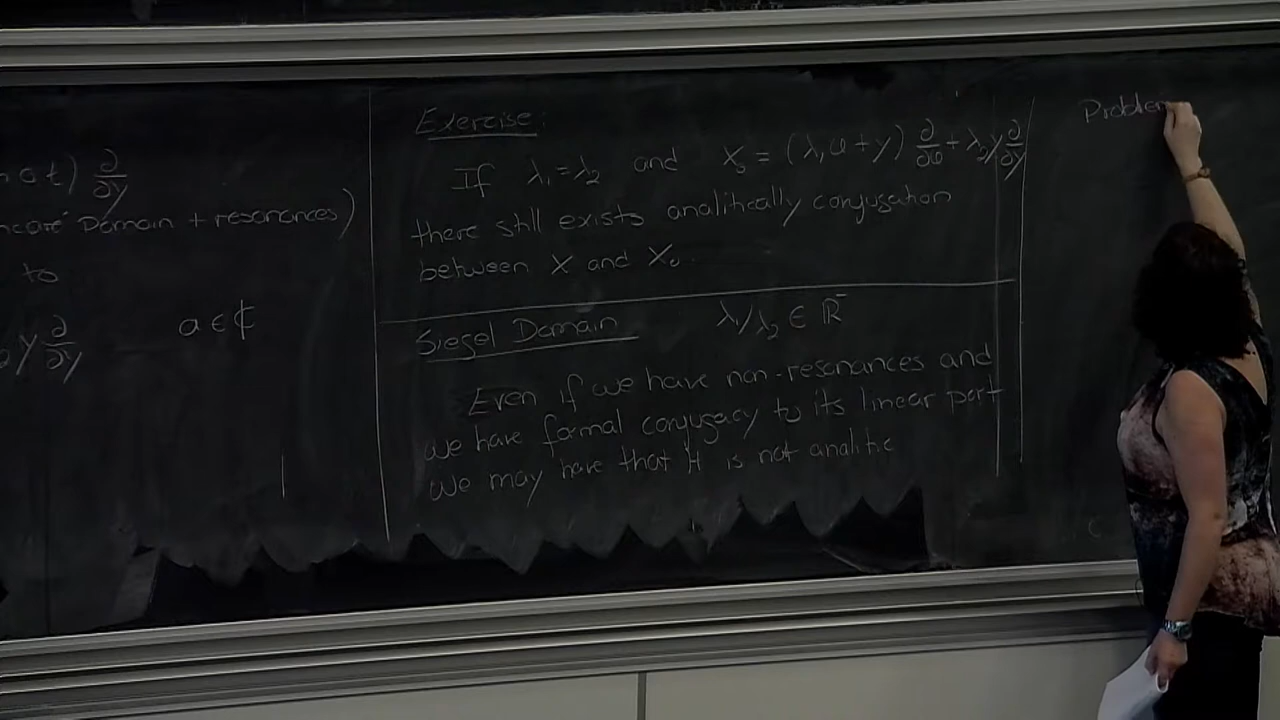 t) ∂/∂y
Domain + resonances)
to
y ∂/∂y a ∈ ℂ
Exercise:
If λ₁=λ₂ and X₀ = (λ₁x+y) ∂/∂x + λ₂y ∂/∂y
there still exists analitically conjugation
between X and X₀.
Siegel Domain λ₁/λ₂ ∈ ℝ⁻
Even if we have non-resonances and
we have formal conjugacy to its linear part
we may have that H is not analitic
Problem